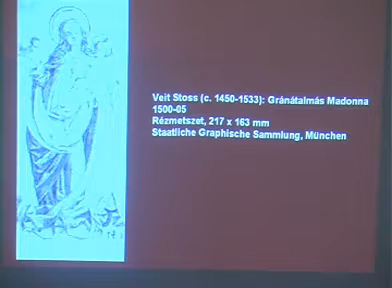 Veit Stoss (c. 1450-1533): Gránátalmás Madonna
1500-05
Rézmetszet, 217 x 163 mm
Staatliche Graphische Sammlung, München